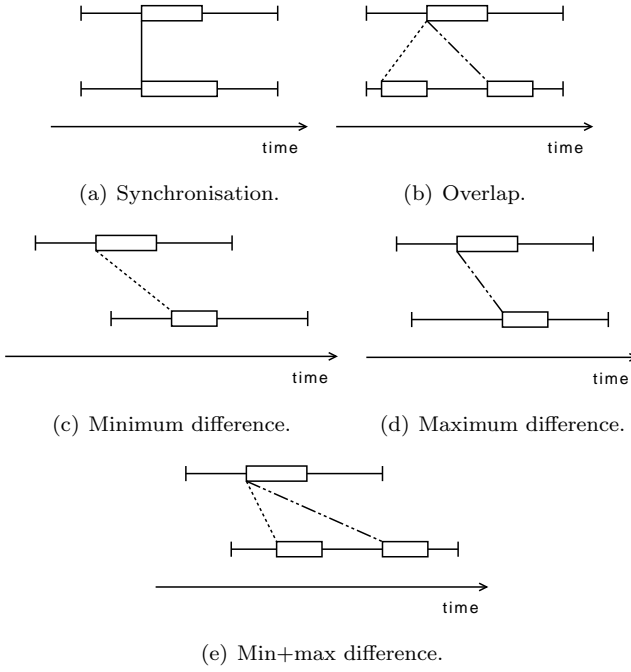 time
time
(a) Synchronisation.
(b) Overlap.
time
time
(c) Minimum difference.
(d) Maximum difference.
time
(e) Min+max difference.